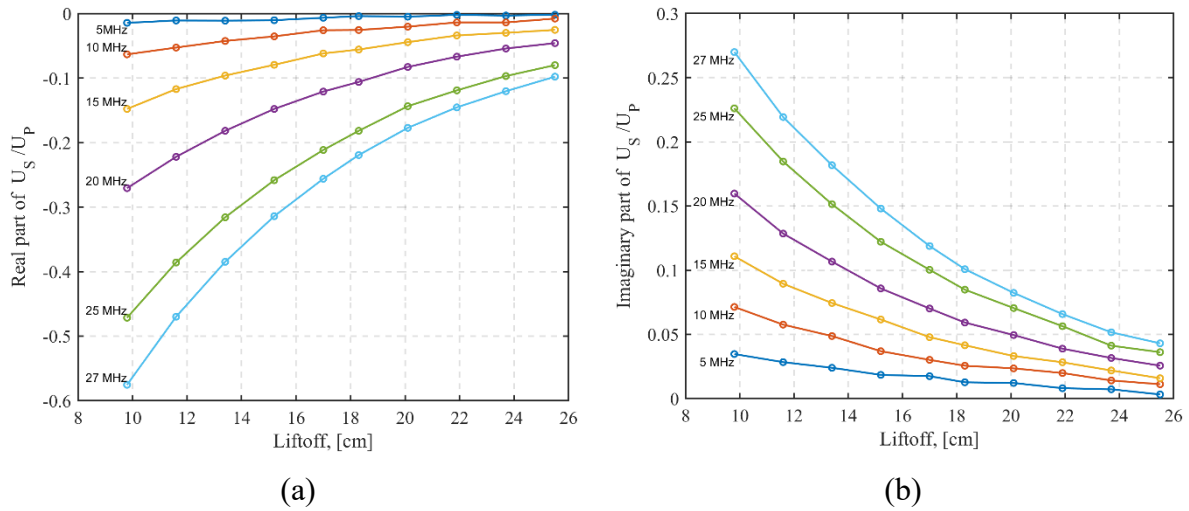 0
-0.1
-0.2
-0.3
-0.4
-0.5
-0.6
Real part of U_S /U_P
5MHz
10 MHz
15 MHz
20 MHz
25 MHz
27 MHz
8 10 12 14 16 18 20 22 24 26
Liftoff, [cm]
(a)
0.3
0.25
0.2
0.15
0.1
0.05
0
Imaginary part of U_S /U_P
27 MHz
25 MHz
20 MHz
15 MHz
10 MHz
5 MHz
8 10 12 14 16 18 20 22 24 26
Liftoff, [cm]
(b)